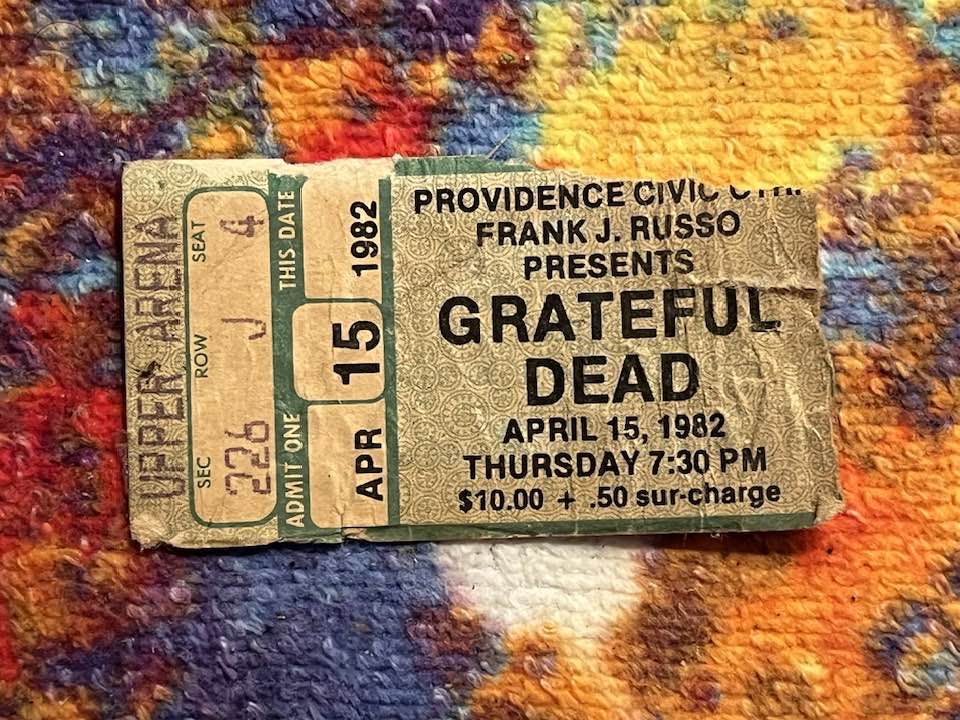 UPPER ARENA
SEC 226 ROW J SEAT 4
ADMIT ONE THIS DATE
APR 15 1982
PROVIDENCE CIVIC CTR.
FRANK J. RUSSO
PRESENTS
GRATEFUL
DEAD
APRIL 15, 1982
THURSDAY 7:30 PM
$10.00 + .50 sur-charge